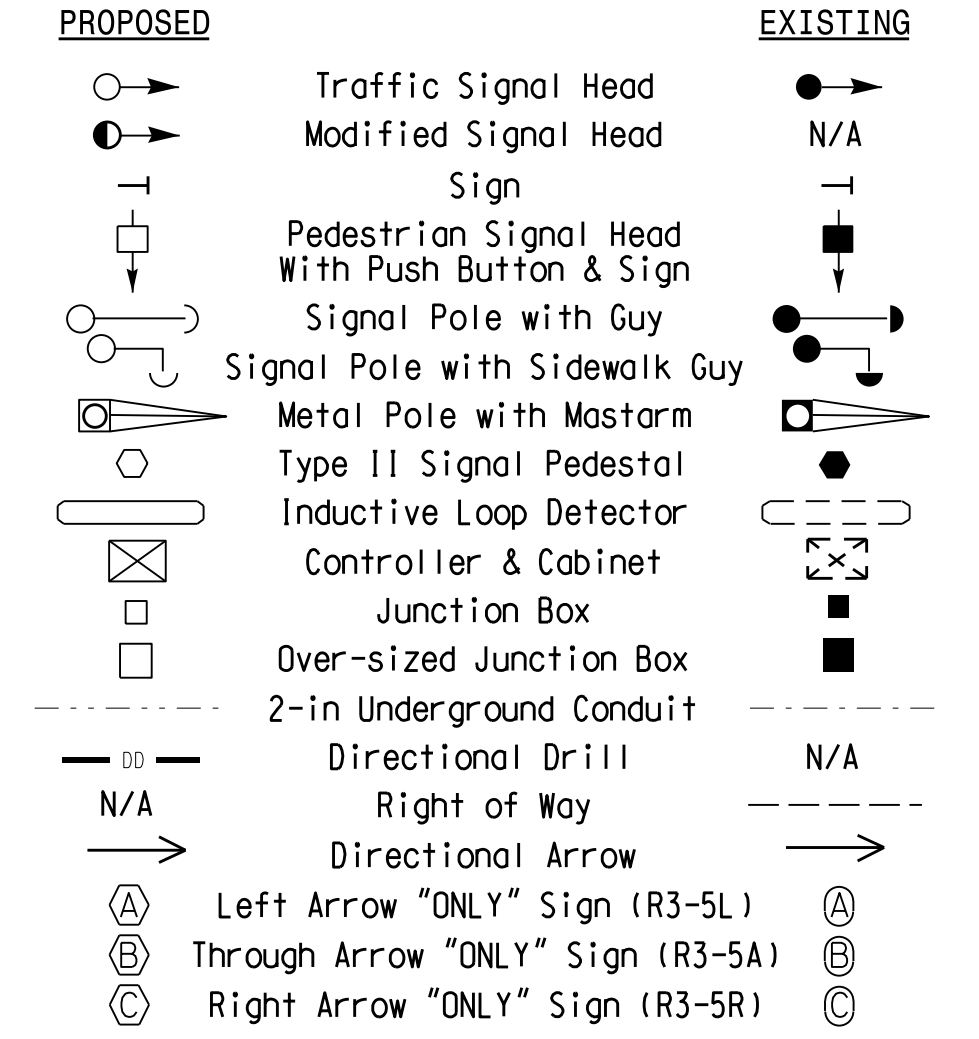 PROPOSED EXISTING
Traffic Signal Head
Modified Signal Head N/A
Sign
Pedestrian Signal Head
With Push Button & Sign
Signal Pole with Guy
Signal Pole with Sidewalk Guy
Metal Pole with Mastarm
Type II Signal Pedestal
Inductive Loop Detector
Controller & Cabinet
Junction Box
Over-sized Junction Box
2-in Underground Conduit
DD Directional Drill N/A
N/A Right of Way
Directional Arrow
A Left Arrow "ONLY" Sign (R3-5L) A
B Through Arrow "ONLY" Sign (R3-5A) B
C Right Arrow "ONLY" Sign (R3-5R) C